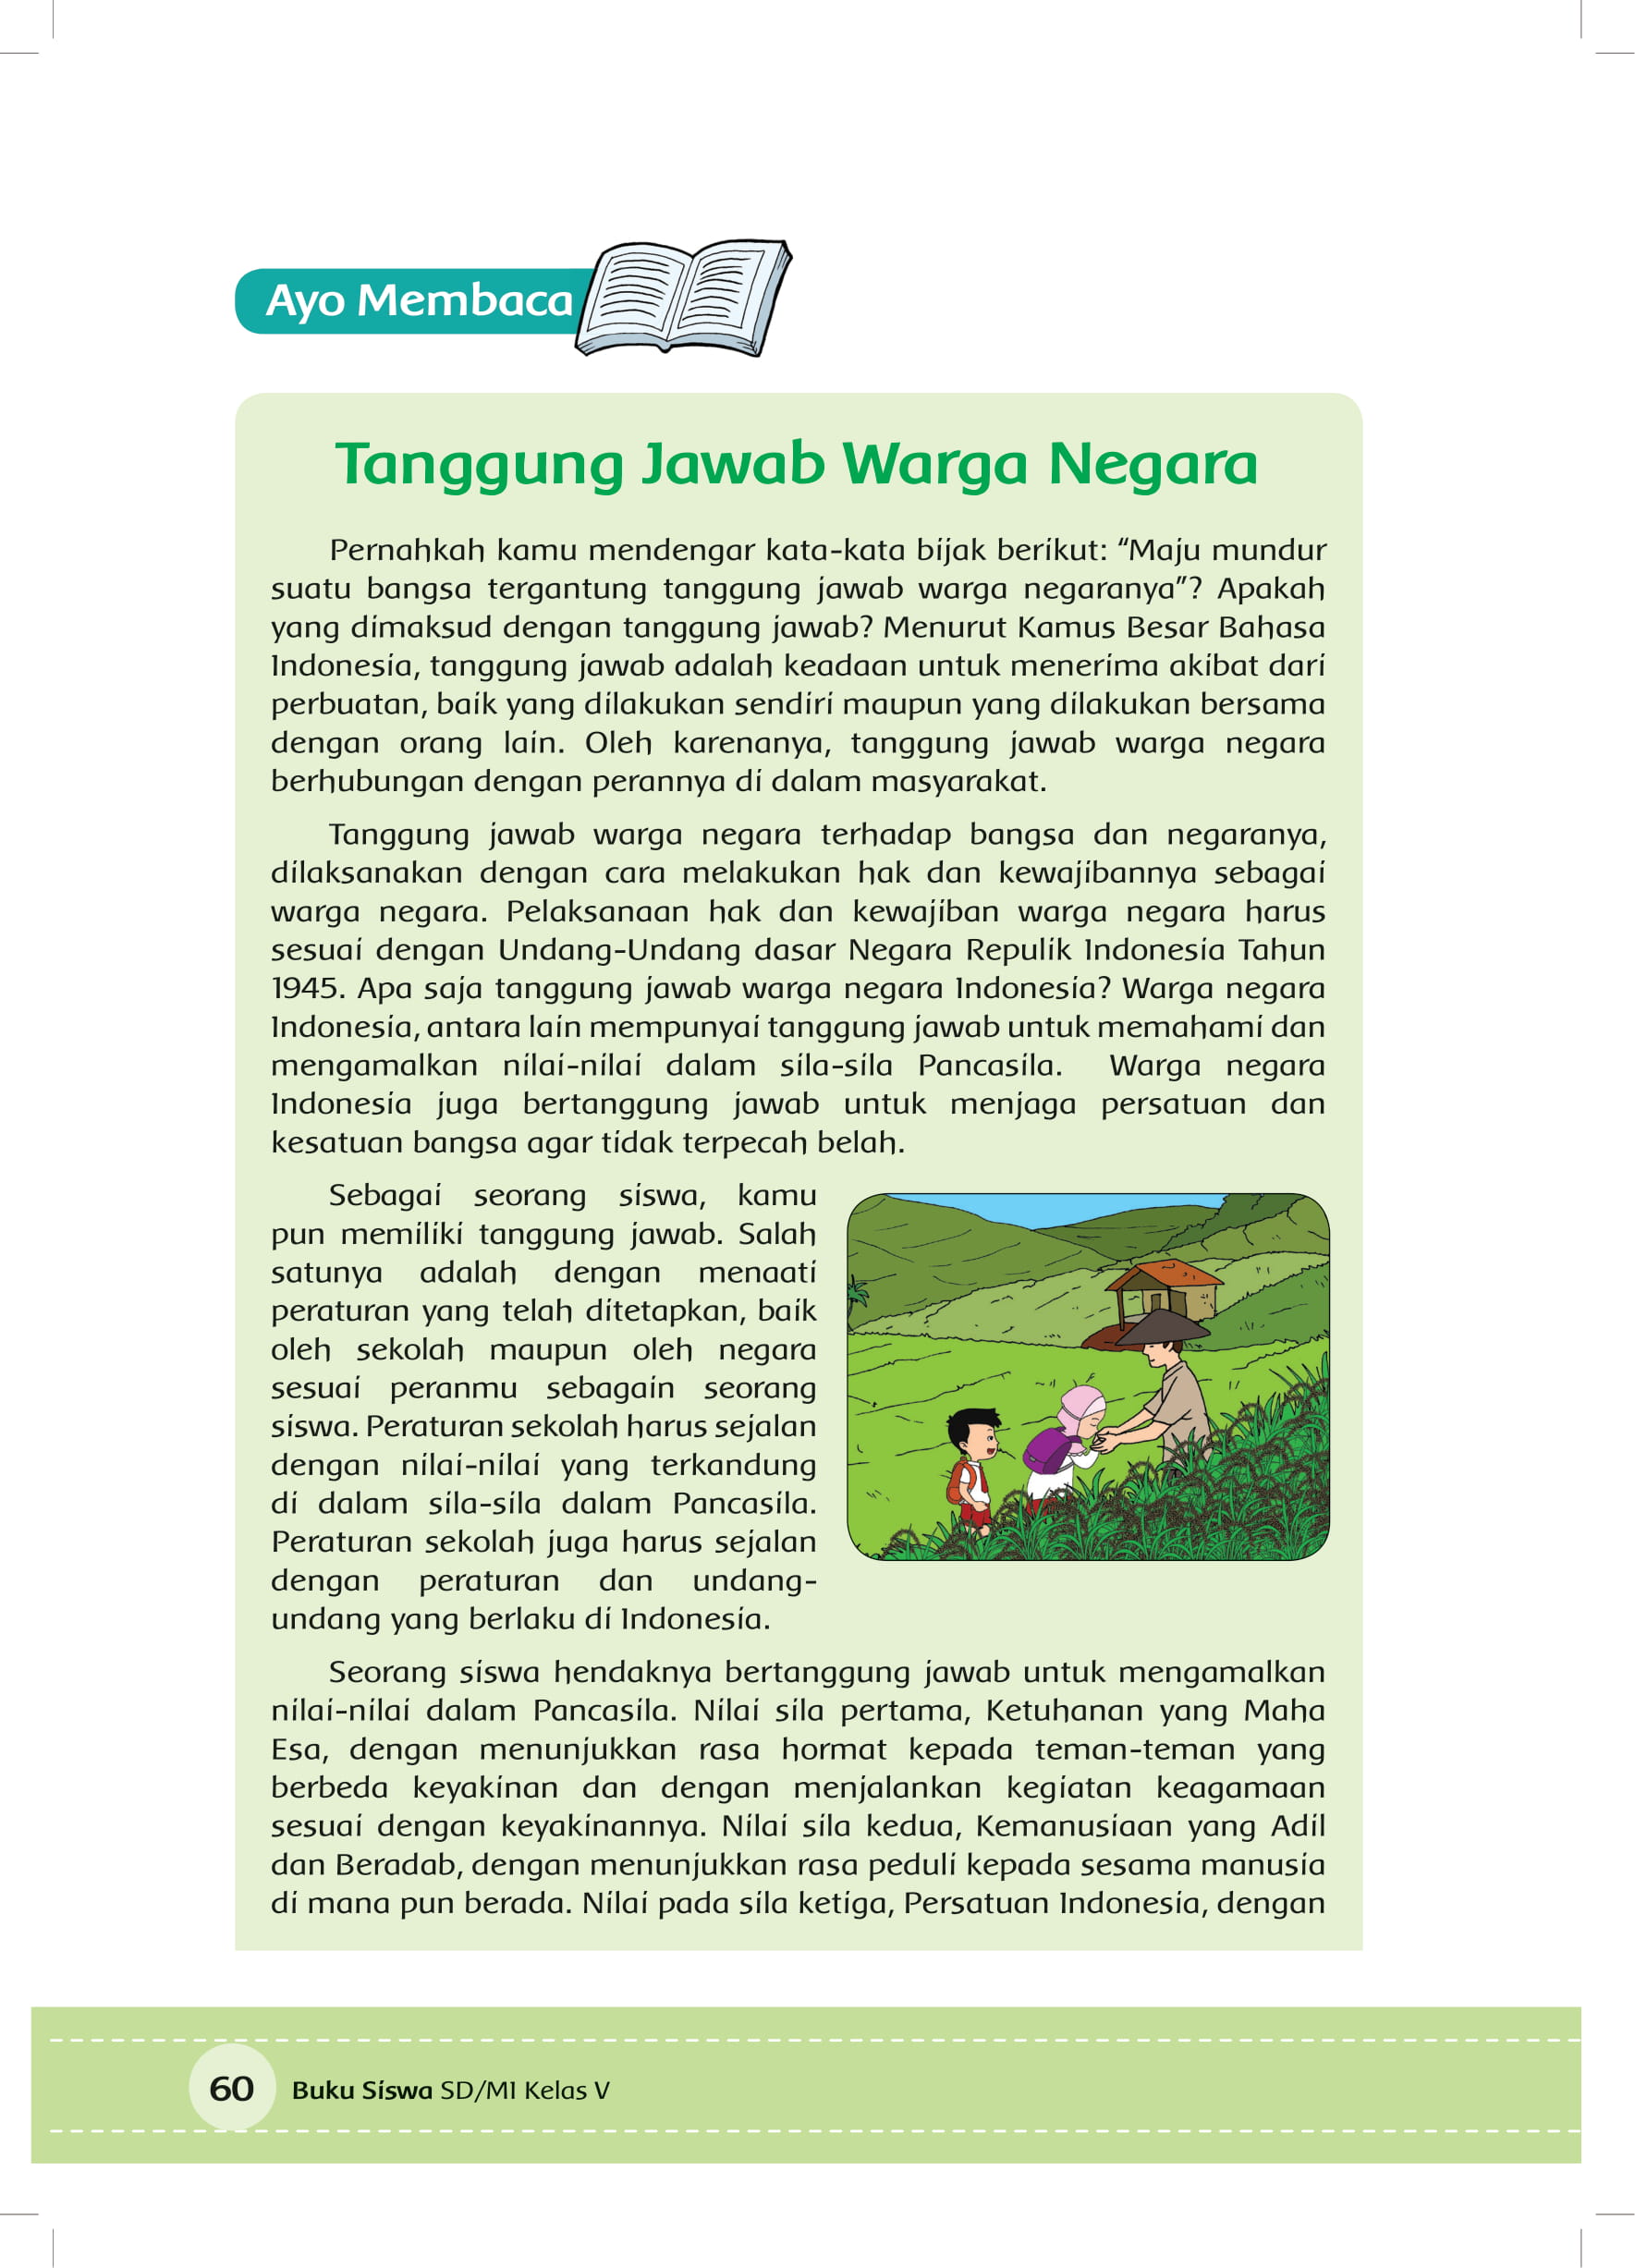 Ayo Membaca
Tanggung Jawab Warga Negara
Pernahkah kamu mendengar kata-kata bijak berikut: “Maju mundur
suatu bangsa tergantung tanggung jawab warga negaranya”? Apakah
yang dimaksud dengan tanggung jawab? Menurut Kamus Besar Bahasa
Indonesia, tanggung jawab adalah keadaan untuk menerima akibat dari
perbuatan, baik yang dilakukan sendiri maupun yang dilakukan bersama
dengan orang lain. Oleh karenanya, tanggung jawab warga negara
berhubungan dengan perannya di dalam masyarakat.
Tanggung jawab warga negara terhadap bangsa dan negaranya,
dilaksanakan dengan cara melakukan hak dan kewajibannya sebagai
warga negara. Pelaksanaan hak dan kewajiban warga negara harus
sesuai dengan Undang-Undang dasar Negara Repulik Indonesia Tahun
1945. Apa saja tanggung jawab warga negara Indonesia? Warga negara
Indonesia, antara lain mempunyai tanggung jawab untuk memahami dan
mengamalkan nilai-nilai dalam sila-sila Pancasila. Warga negara
Indonesia juga bertanggung jawab untuk menjaga persatuan dan
kesatuan bangsa agar tidak terpecah belah.
Sebagai seorang siswa, kamu
pun memiliki tanggung jawab. Salah
satunya adalah dengan menaati
peraturan yang telah ditetapkan, baik
oleh sekolah maupun oleh negara
sesuai peranmu sebagain seorang
siswa. Peraturan sekolah harus sejalan
dengan nilai-nilai yang terkandung
di dalam sila-sila dalam Pancasila.
Peraturan sekolah juga harus sejalan
dengan peraturan dan undang-
undang yang berlaku di Indonesia.
Seorang siswa hendaknya bertanggung jawab untuk mengamalkan
nilai-nilai dalam Pancasila. Nilai sila pertama, Ketuhanan yang Maha
Esa, dengan menunjukkan rasa hormat kepada teman-teman yang
berbeda keyakinan dan dengan menjalankan kegiatan keagamaan
sesuai dengan keyakinannya. Nilai sila kedua, Kemanusiaan yang Adil
dan Beradab, dengan menunjukkan rasa peduli kepada sesama manusia
di mana pun berada. Nilai pada sila ketiga, Persatuan Indonesia, dengan
60 Buku Siswa SD/MI Kelas V